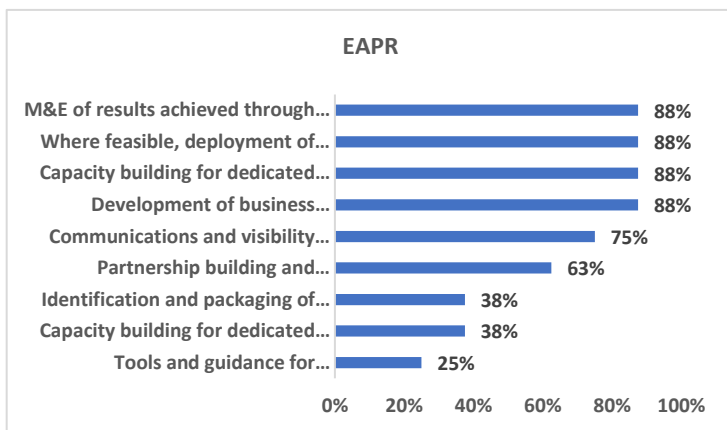 EAPR
M&E of results achieved through... 88%
Where feasible, deployment of... 88%
Capacity building for dedicated... 88%
Development of business... 88%
Communications and visibility... 75%
Partnership building and... 63%
Identification and packaging of... 38%
Capacity building for dedicated... 38%
Tools and guidance for... 25%
0% 20% 40% 60% 80% 100%